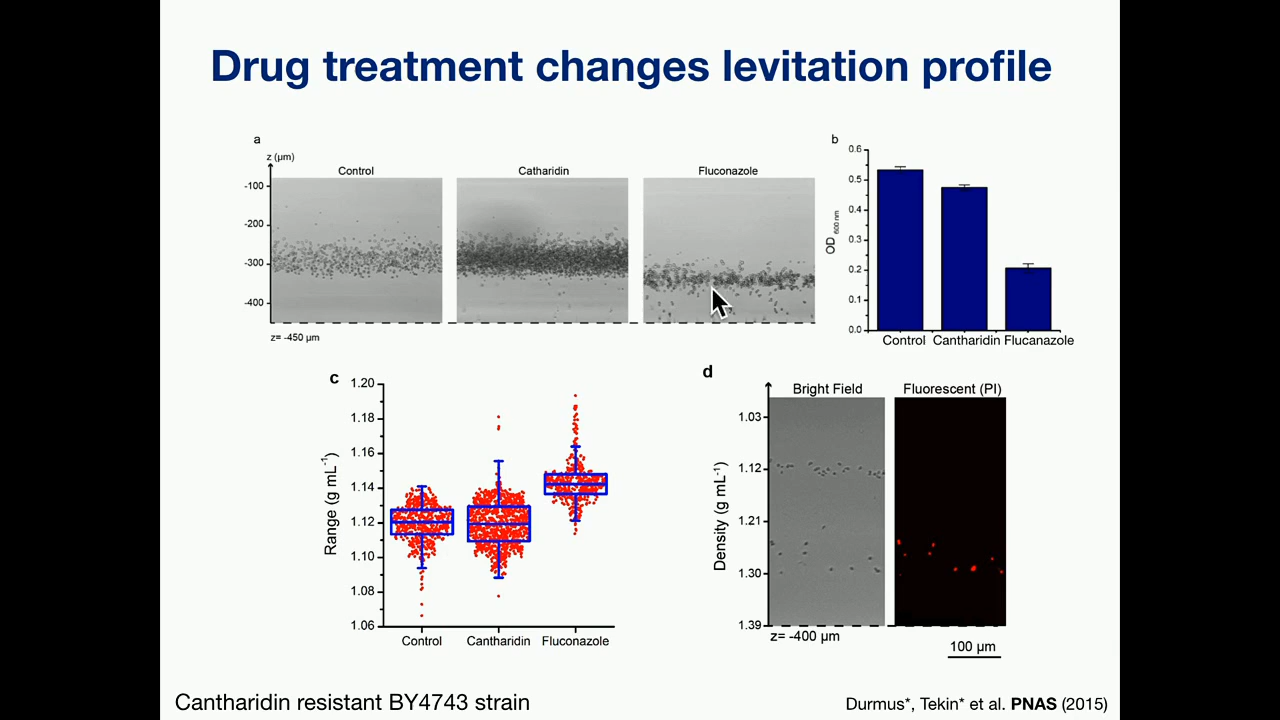 Drug treatment changes levitation profile
a
z (µm)
Control
Catharidin
Fluconazole
-100
-200
-300
-400
z= -450 µm
b
0.6
0.5
0.4
0.3
0.2
0.1
0.0
OD 600 nm
Control Cantharidin Flucanazole
c
1.20
1.18
1.16
1.14
1.12
1.10
1.08
1.06
Range (g mL-1)
Control
Cantharidin
Fluconazole
d
Bright Field
Fluorescent (PI)
1.03
1.12
1.21
1.30
1.39
Density (g mL-1)
z= -400 µm
100 µm
Cantharidin resistant BY4743 strain
Durmus*, Tekin* et al. PNAS (2015)